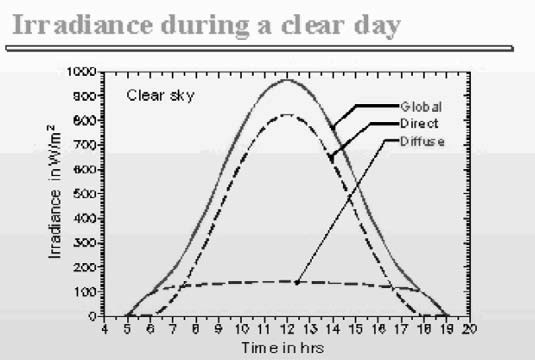 Irradiance during a clear day
Clear sky
Global
Direct
Diffuse
Irradiance in W/m²
1000
900
800
700
600
500
400
300
200
100
0
4 5 6 7 8 9 10 11 12 13 14 15 16 17 18 19 20
Time in hrs